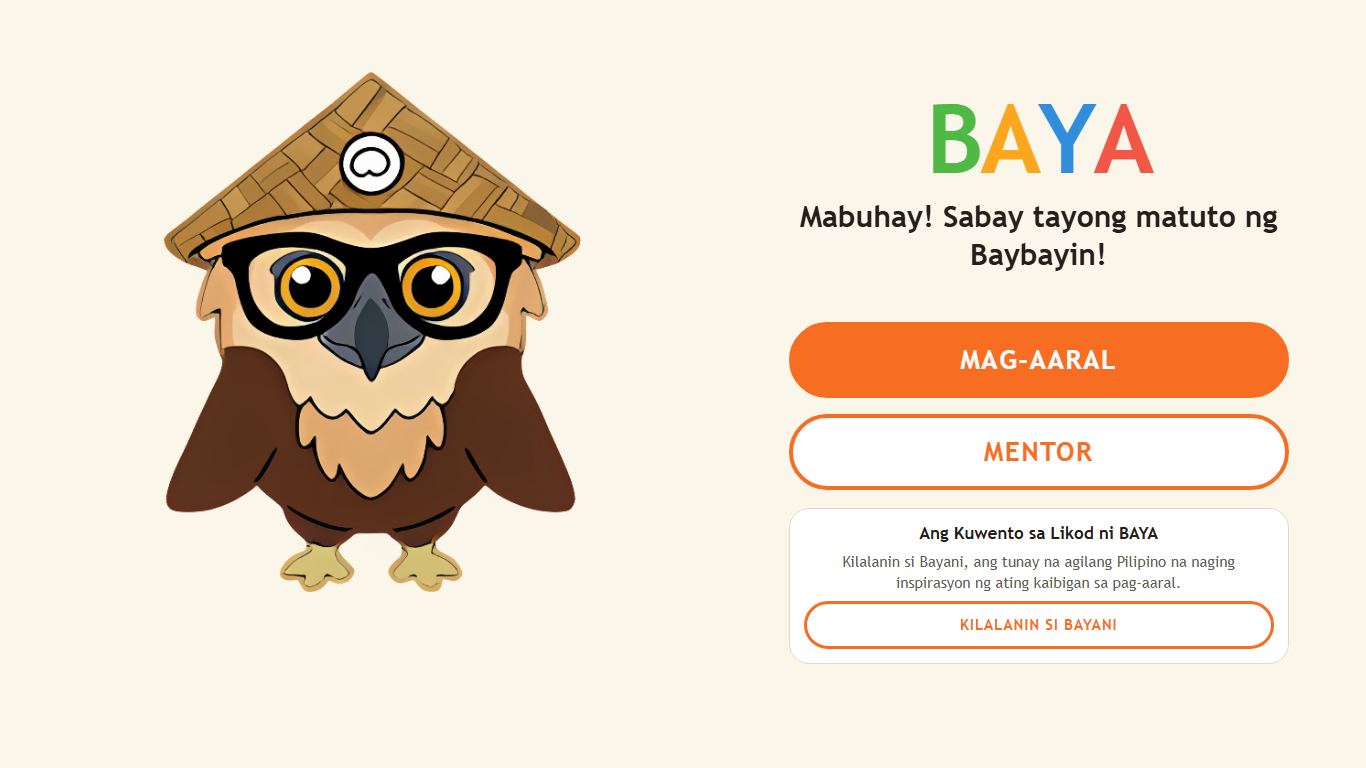 ᜊ
BAYA
Mabuhay! Sabay tayong matuto ng
Baybayin!
MAG-AARAL
MENTOR
Ang Kuwento sa Likod ni BAYA
Kilalanin si Bayani, ang tunay na agilang Pilipino na naging
inspirasyon ng ating kaibigan sa pag-aaral.
KILALANIN SI BAYANI